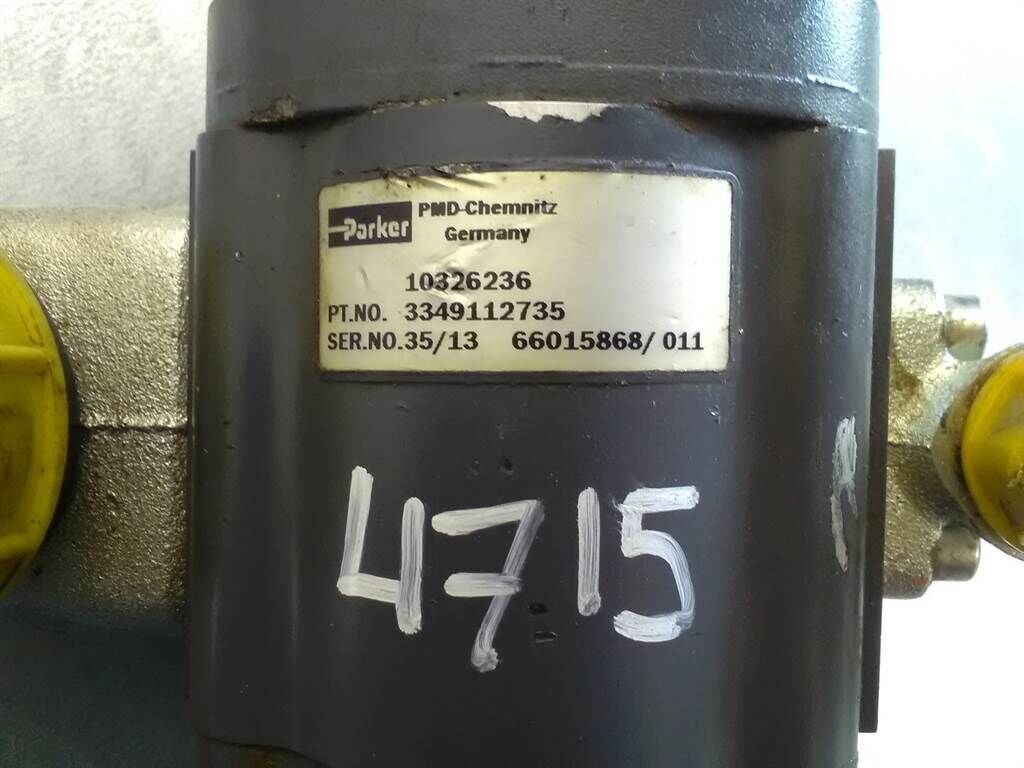 Parker PMD-Chemnitz
Germany
10326236
PT.NO. 3349112735
SER.NO.35/13 66015868/ 011
4715